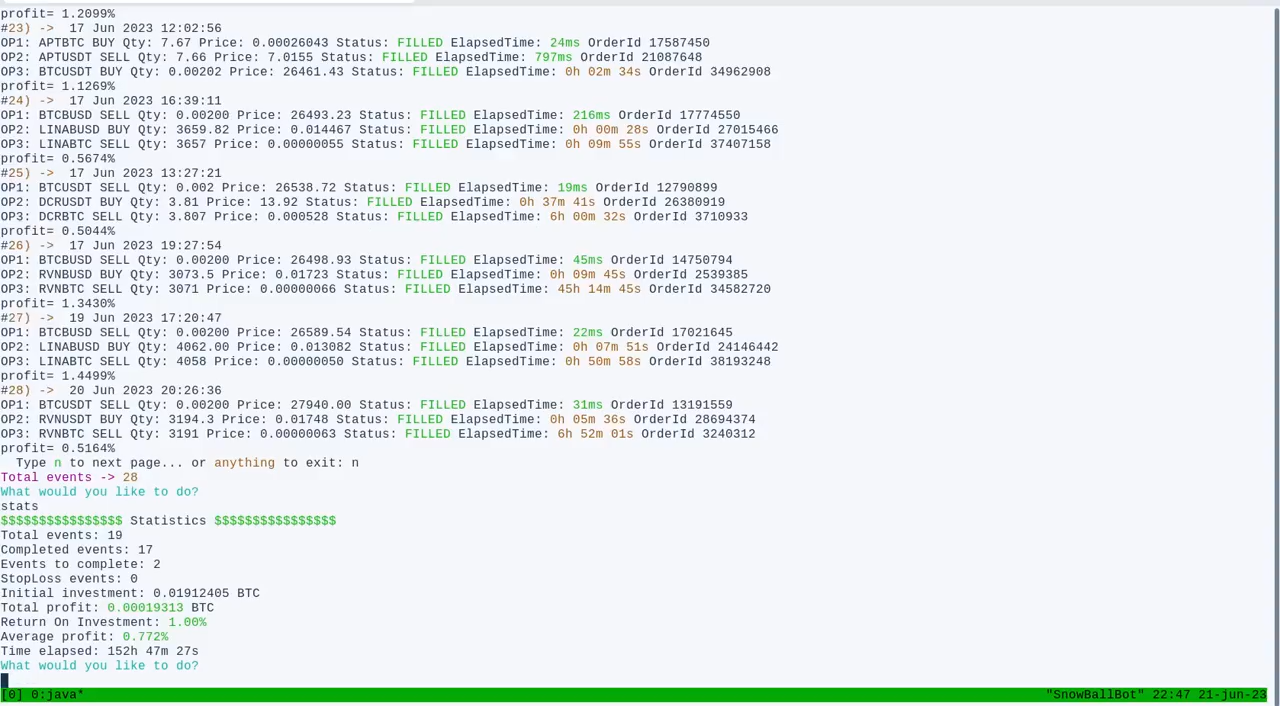 profit= 1.2099%
#23) ->  17 Jun 2023 12:02:56
OP1: APTBTC BUY Qty: 7.67 Price: 0.00026043 Status: FILLED ElapsedTime: 24ms OrderId 17587450
OP2: APTUSDT SELL Qty: 7.66 Price: 7.0155 Status: FILLED ElapsedTime: 797ms OrderId 21087648
OP3: BTCUSDT BUY Qty: 0.00202 Price: 26461.43 Status: FILLED ElapsedTime: 0h 02m 34s OrderId 34962908
profit= 1.1269%
#24) ->  17 Jun 2023 16:39:11
OP1: BTCBUSD SELL Qty: 0.00200 Price: 26493.23 Status: FILLED ElapsedTime: 216ms OrderId 17774550
OP2: LINABUSD BUY Qty: 3659.82 Price: 0.014467 Status: FILLED ElapsedTime: 0h 00m 28s OrderId 27015466
OP3: LINABTC SELL Qty: 3657 Price: 0.00000055 Status: FILLED ElapsedTime: 0h 09m 55s OrderId 37407158
profit= 0.5674%
#25) ->  17 Jun 2023 13:27:21
OP1: BTCUSDT SELL Qty: 0.002 Price: 26538.72 Status: FILLED ElapsedTime: 19ms OrderId 12790899
OP2: DCRUSDT BUY Qty: 3.81 Price: 13.92 Status: FILLED ElapsedTime: 0h 37m 41s OrderId 26380919
OP3: DCRBTC SELL Qty: 3.807 Price: 0.000528 Status: FILLED ElapsedTime: 6h 00m 32s OrderId 3710933
profit= 0.5044%
#26) ->  17 Jun 2023 19:27:54
OP1: BTCBUSD SELL Qty: 0.00200 Price: 26498.93 Status: FILLED ElapsedTime: 45ms OrderId 14750794
OP2: RVNBUSD BUY Qty: 3073.5 Price: 0.01723 Status: FILLED ElapsedTime: 0h 09m 45s OrderId 2539385
OP3: RVNBTC SELL Qty: 3071 Price: 0.00000066 Status: FILLED ElapsedTime: 45h 14m 45s OrderId 34582720
profit= 1.3430%
#27) ->  19 Jun 2023 17:20:47
OP1: BTCBUSD SELL Qty: 0.00200 Price: 26589.54 Status: FILLED ElapsedTime: 22ms OrderId 17021645
OP2: LINABUSD BUY Qty: 4062.00 Price: 0.013082 Status: FILLED ElapsedTime: 0h 07m 51s OrderId 24146442
OP3: LINABTC SELL Qty: 4058 Price: 0.00000050 Status: FILLED ElapsedTime: 0h 50m 58s OrderId 38193248
profit= 1.4499%
#28) ->  20 Jun 2023 20:26:36
OP1: BTCUSDT SELL Qty: 0.00200 Price: 27940.00 Status: FILLED ElapsedTime: 31ms OrderId 13191559
OP2: RVNUSDT BUY Qty: 3194.3 Price: 0.01748 Status: FILLED ElapsedTime: 0h 05m 36s OrderId 28694374
OP3: RVNBTC SELL Qty: 3191 Price: 0.00000063 Status: FILLED ElapsedTime: 6h 52m 01s OrderId 3240312
profit= 0.5164%
  Type n to next page... or anything to exit: n
Total events -> 28
What would you like to do?
stats
$$$$$$$$$$$$$$$$ Statistics $$$$$$$$$$$$$$$$
Total events: 19
Completed events: 17
Events to complete: 2
StopLoss events: 0
Initial investment: 0.01912405 BTC
Total profit: 0.00019313 BTC
Return On Investment: 1.00%
Average profit: 0.772%
Time elapsed: 152h 47m 27s
What would you like to do?
[0] 0:java* "SnowBallBot" 22:47 21-jun-23